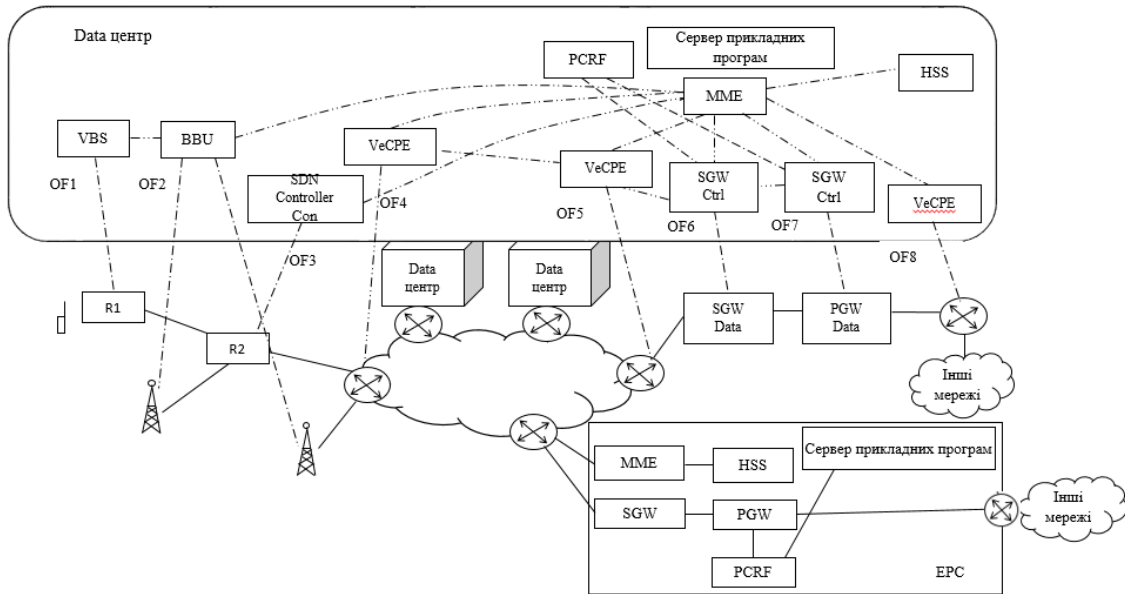 Data центр
Сервер прикладних
програм
PCRF
HSS
MME
VBS
BBU
VeCPE
VeCPE
SGW
Ctrl
SGW
Ctrl
VeCPE
SDN
Controller
Con
OF1
OF2
OF4
OF5
OF6
OF7
OF3
OF8
Data
центр
Data
центр
R1
R2
SGW
Data
PGW
Data
Інші
мережі
MME
HSS
Сервер прикладних програм
SGW
PGW
PCRF
EPC
Інші
мережі